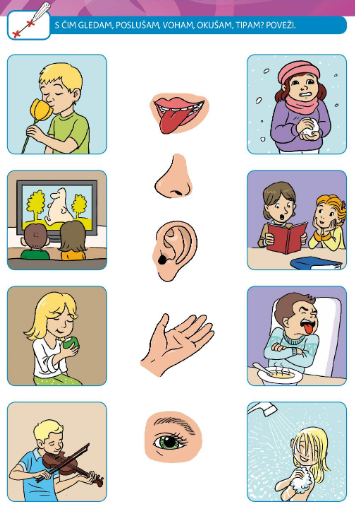 S ČIM GLEDAM, POSLUŠAM, VOHAM, OKUŠAM, TIPAM? POVEŽI.